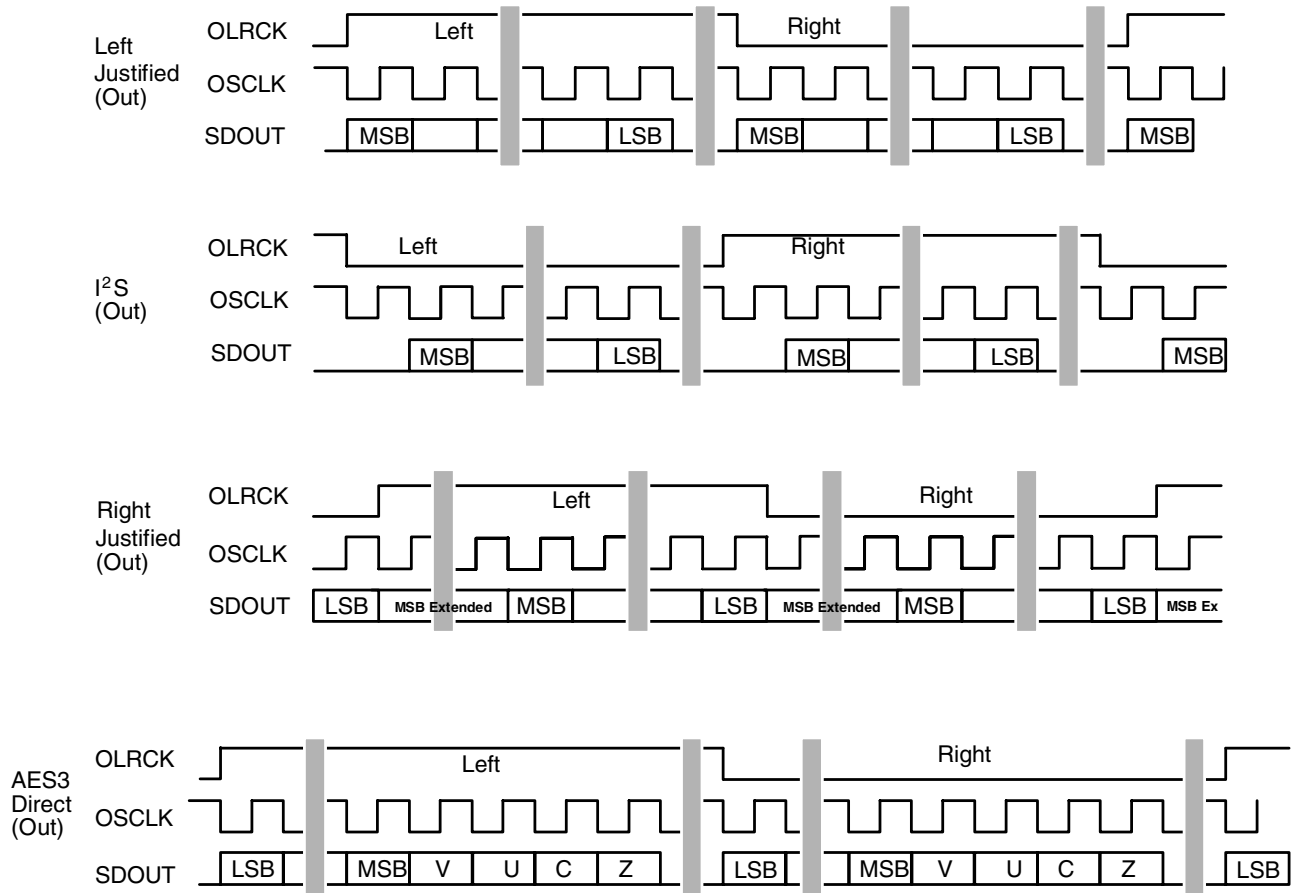 Left
Justified
(Out)
OLRCK Left Right
OSCLK
SDOUT MSB LSB MSB LSB MSB
I²S
(Out)
OLRCK Left Right
OSCLK
SDOUT MSB LSB MSB LSB MSB
Right
Justified
(Out)
OLRCK Left Right
OSCLK
SDOUT LSB MSB Extended MSB LSB MSB Extended MSB LSB MSB Ex
AES3
Direct
(Out)
OLRCK Left Right
OSCLK
SDOUT LSB MSB V U C Z LSB MSB V U C Z LSB